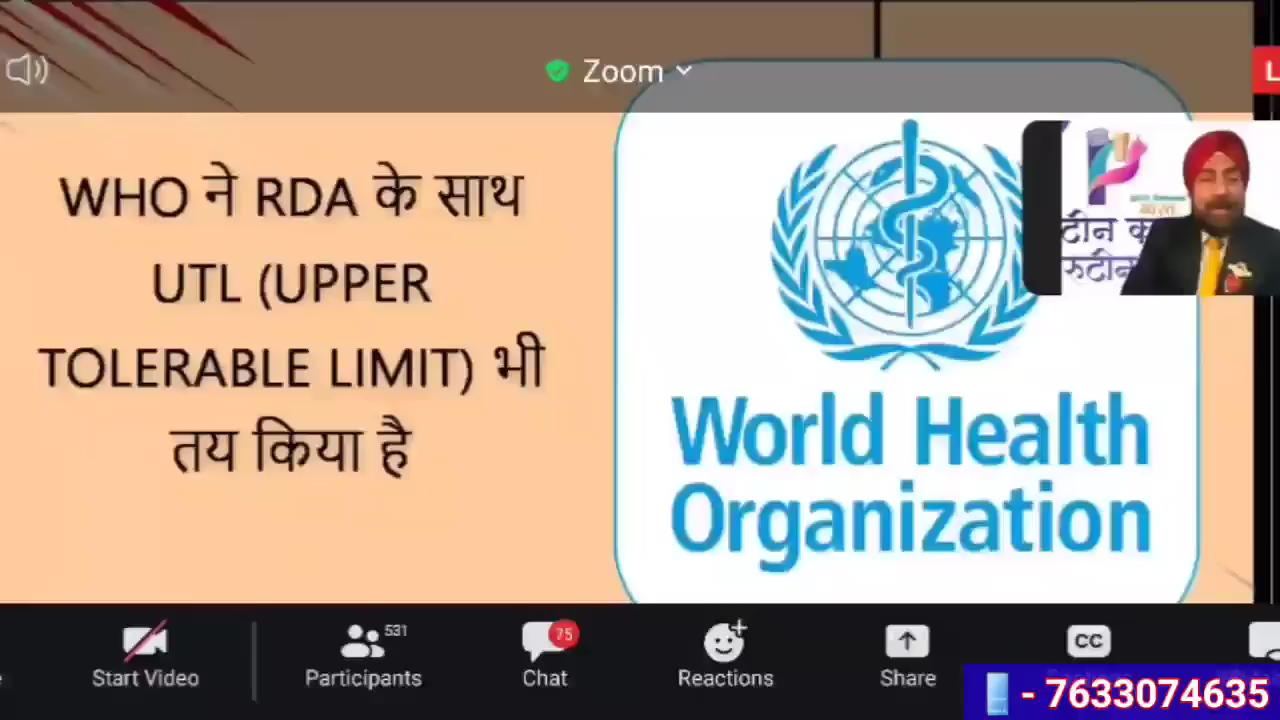 Zoom
L
WHO ने RDA के साथ
UTL (UPPER
TOLERABLE LIMIT) भी
तय किया है
World Health
Organization
टीन क
रुटीन
531
75
CC
Start Video
Participants
Chat
Reactions
Share
- 7633074635